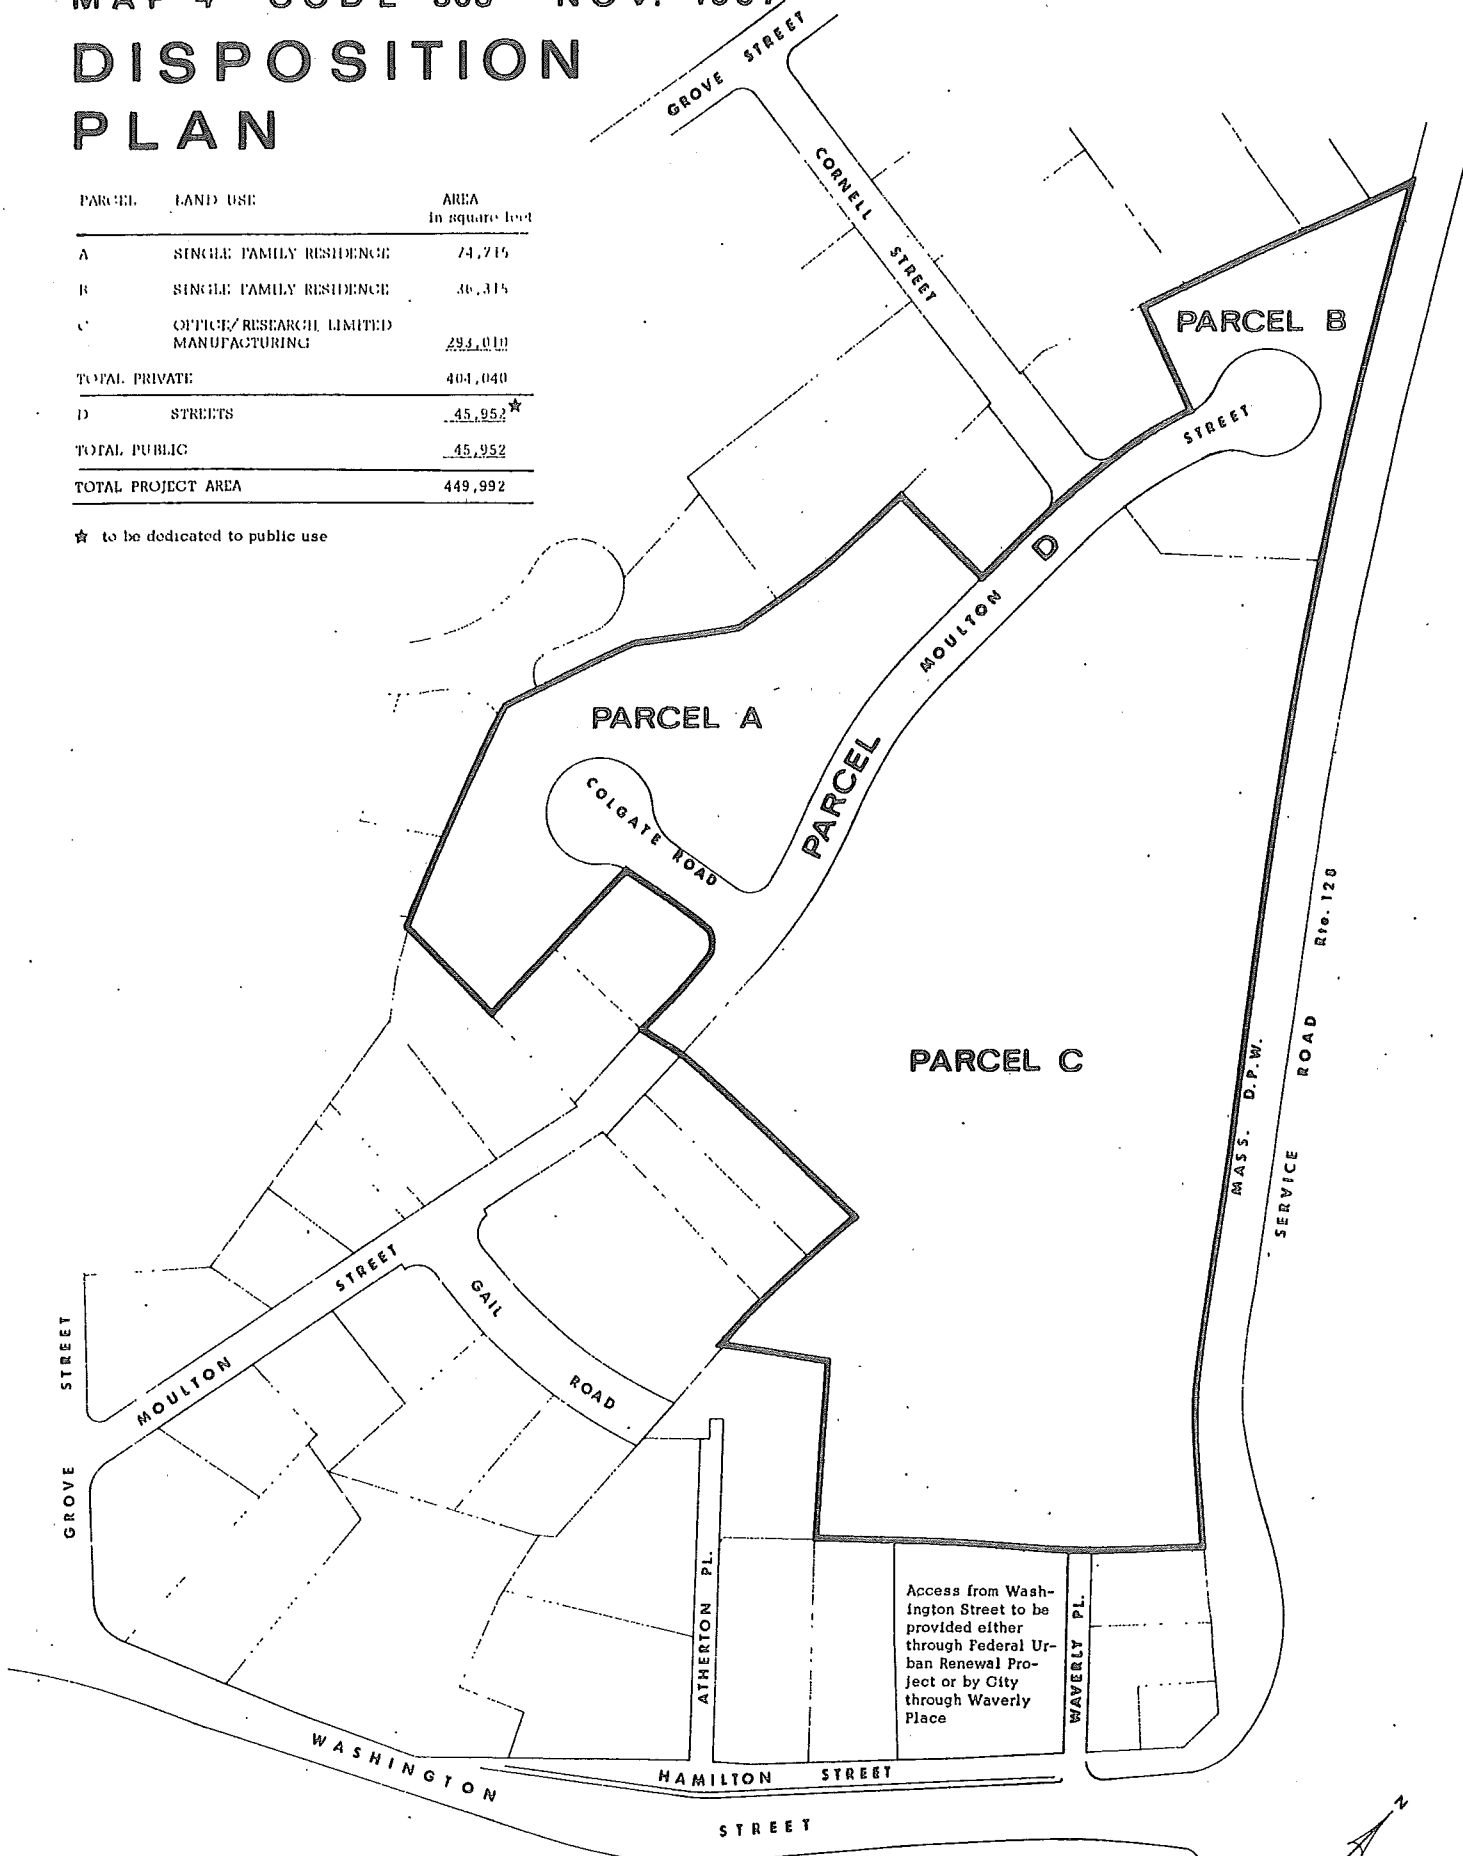 DISPOSITION
PLAN
PARCEL LAND USE AREA
in square feet
A SINGLE FAMILY RESIDENCE 74,715
B SINGLE FAMILY RESIDENCE 36,315
C OFFICE/RESEARCH, LIMITED
MANUFACTURING 293,010
TOTAL PRIVATE 404,040
D STREETS 45,952☆
TOTAL PUBLIC 45,952
TOTAL PROJECT AREA 449,992
☆ to be dedicated to public use
GROVE STREET
CORNELL STREET
PARCEL B
STREET
D
MOULTON
PARCEL A
PARCEL
COLGATE ROAD
Rte. 128
PARCEL C
MASS. D.P.W.
SERVICE ROAD
MOULTON STREET
GAIL ROAD
GROVE STREET
ATHERTON PL.
Access from Wash-
ington Street to be
provided either
through Federal Ur-
ban Renewal Pro-
ject or by City
through Waverly
Place
WAVERLY PL.
HAMILTON STREET
WASHINGTON
STREET
N